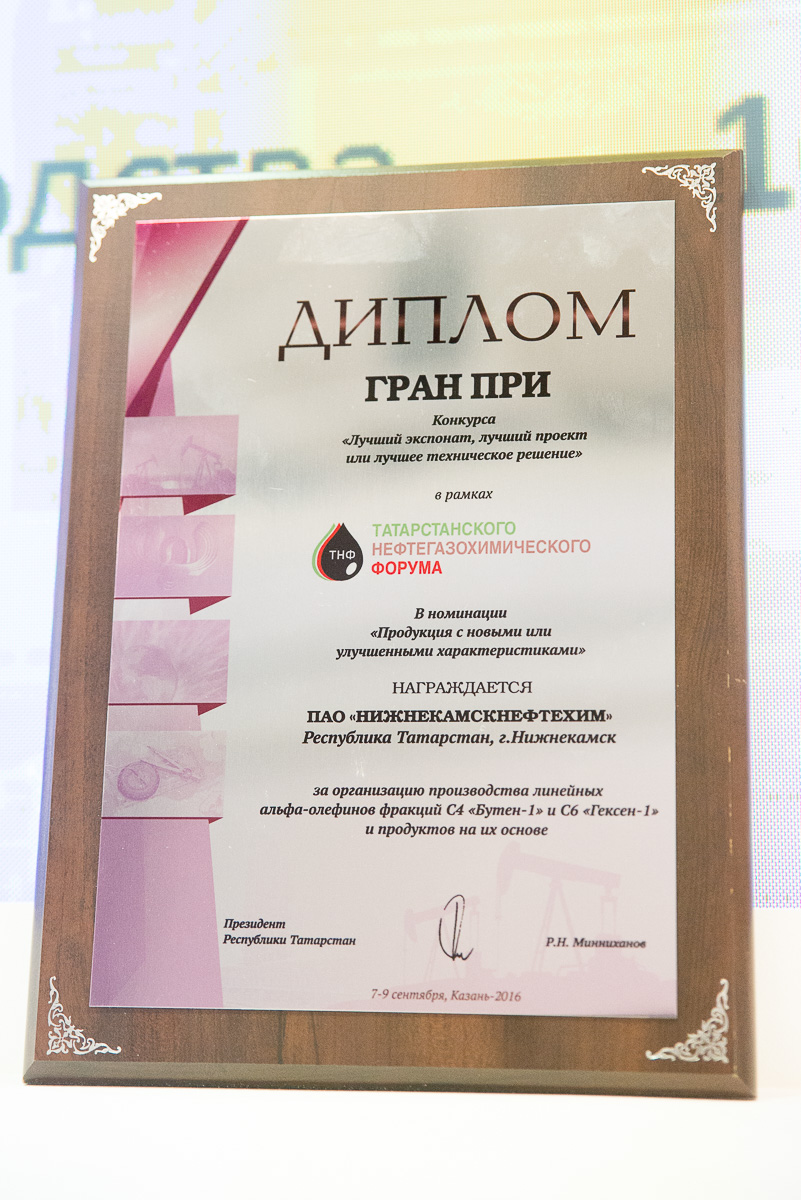 одства 1
ДИПЛОМ
ГРАН ПРИ
Конкурса
«Лучший экспонат, лучший проект
или лучшее техническое решение»
в рамках
ТНФ
ТАТАРСТАНСКОГО
НЕФТЕГАЗОХИМИЧЕСКОГО
ФОРУМА
В номинации
«Продукция с новыми или
улучшенными характеристиками»
НАГРАЖДАЕТСЯ
ПАО «НИЖНЕКАМСКНЕФТЕХИМ»
Республика Татарстан, г.Нижнекамск
за организацию производства линейных
альфа-олефинов фракций С4 «Бутен-1» и С6 «Гексен-1»
и продуктов на их основе
Президент
Республики Татарстан
Р.Н. Минниханов
7-9 сентября, Казань-2016